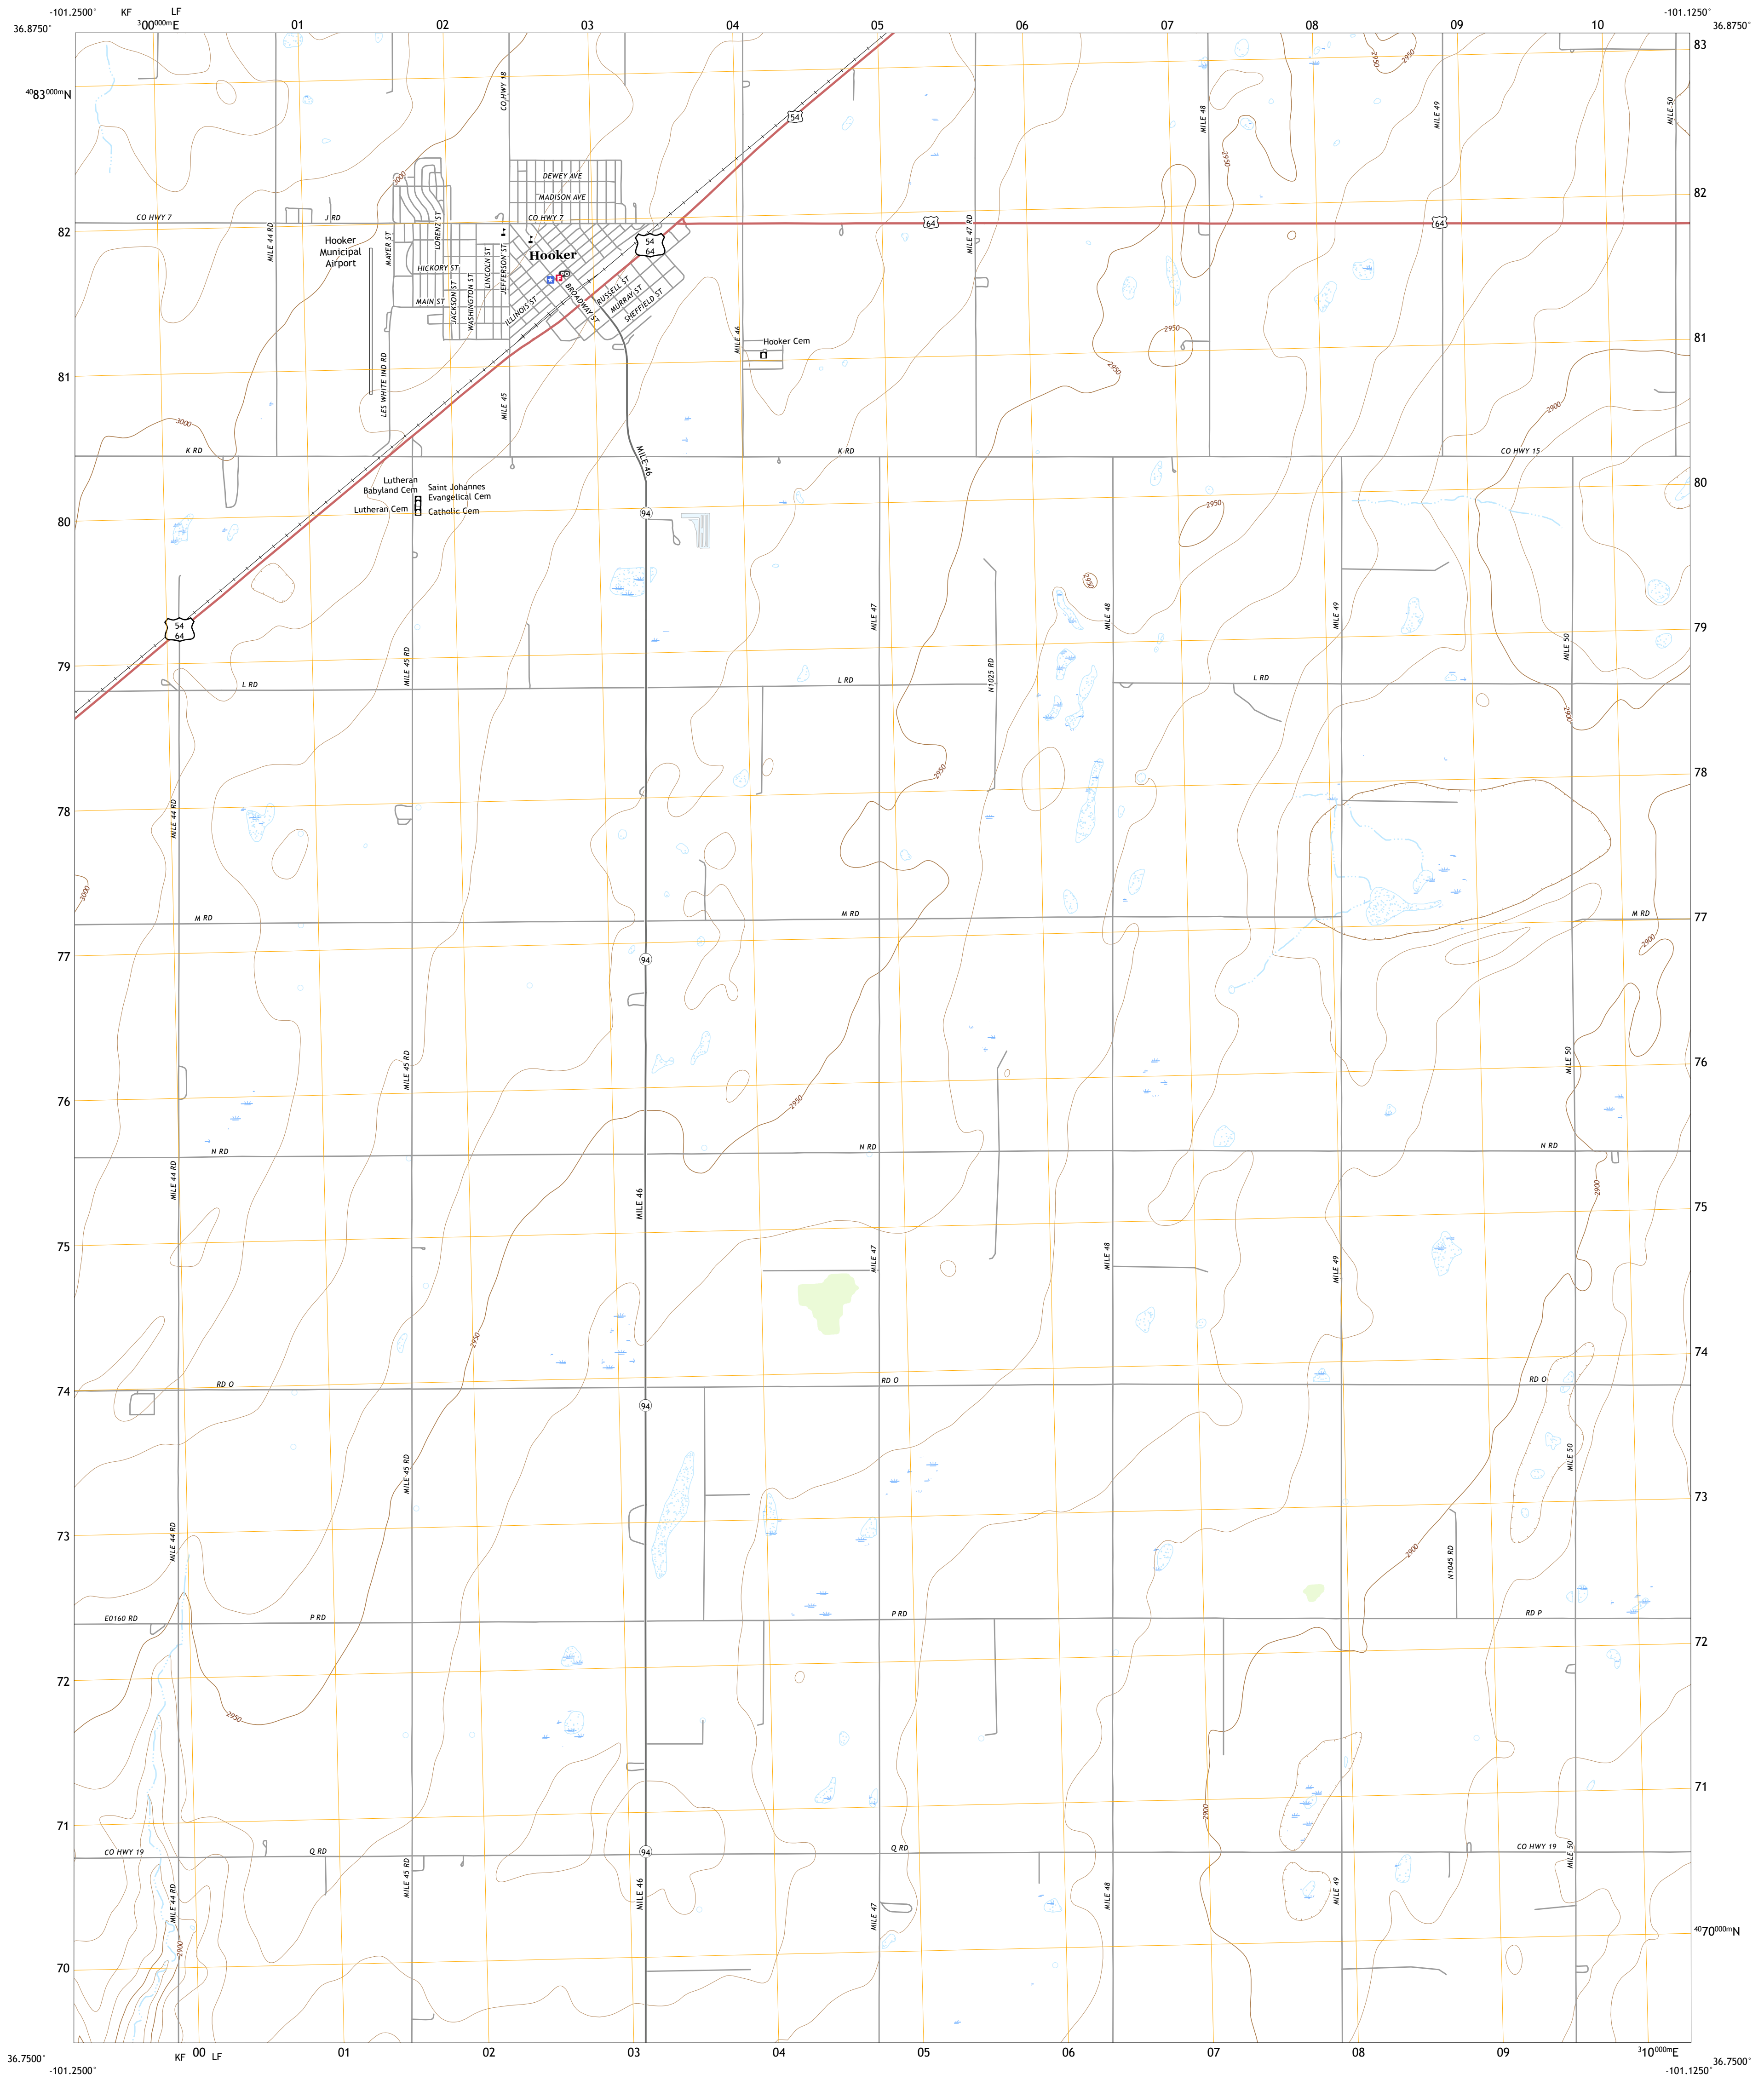 -101.2500° KF LF -101.1250°
36.8750° ³00⁰⁰⁰ᵐE 01 02 03 04 05 06 07 08 09 10 36.8750°
83
2950
2950
⁴⁰83⁰⁰⁰ᵐN
CO HWY 18
54
MILE 48
MILE 49
MILE 50
2950
3000
DEWEY AVE
MADISON AVE
82
CO HWY 7
J RD
CO HWY 7
64
64
82
MILE 44 RD
Hooker
Municipal
Airport
MAYER ST
LORENZ ST
HICKORY ST
MAIN ST
JACKSON ST
WASHINGTON ST
LINCOLN ST
JEFFERSON ST
Hooker
54
64
ILLINOIS ST
BROADWAY ST
RUSSELL ST
MURRAY ST
SHEFFIELD ST
MILE 47 RD
MILE 46
Hooker Cem
2950
2950
81
81
LES WHITE IND RD
MILE 45
3000
2900
K RD
MILE 46
K RD
CO HWY 15
Lutheran
Babyland Cem
Saint Johannes
Evangelical Cem
Lutheran Cem
Catholic Cem
80
80
94
2950
2950
54
64
MILE 47
MILE 48
MILE 49
MILE 50
79
79
MILE 45 RD
N1025 RD
L RD
L RD
L RD
2900
2950
78
78
MILE 44 RD
3000
M RD
M RD
M RD
77
2900
77
94
MILE 45 RD
MILE 50
76
76
2950
N RD
N RD
N RD
MILE 44 RD
MILE 46
2900
75
75
MILE 47
MILE 48
MILE 49
2950
74
74
RD O
RD O
RD O
94
MILE 45 RD
MILE 50
73
73
MILE 44 RD
2900
N1045 RD
E0160 RD
P RD
P RD
RD P
72
72
2950
71
71
2900
CO HWY 19
Q RD
94
Q RD
CO HWY 19
MILE 50
MILE 44 RD
MILE 45 RD
MILE 46
MILE 47
MILE 48
MILE 49
⁴⁰70⁰⁰⁰ᵐN
2900
70
36.7500° KF 00 LF 01 02 03 04 05 06 07 08 09 ³10⁰⁰⁰ᵐE 36.7500°
-101.2500° -101.1250°